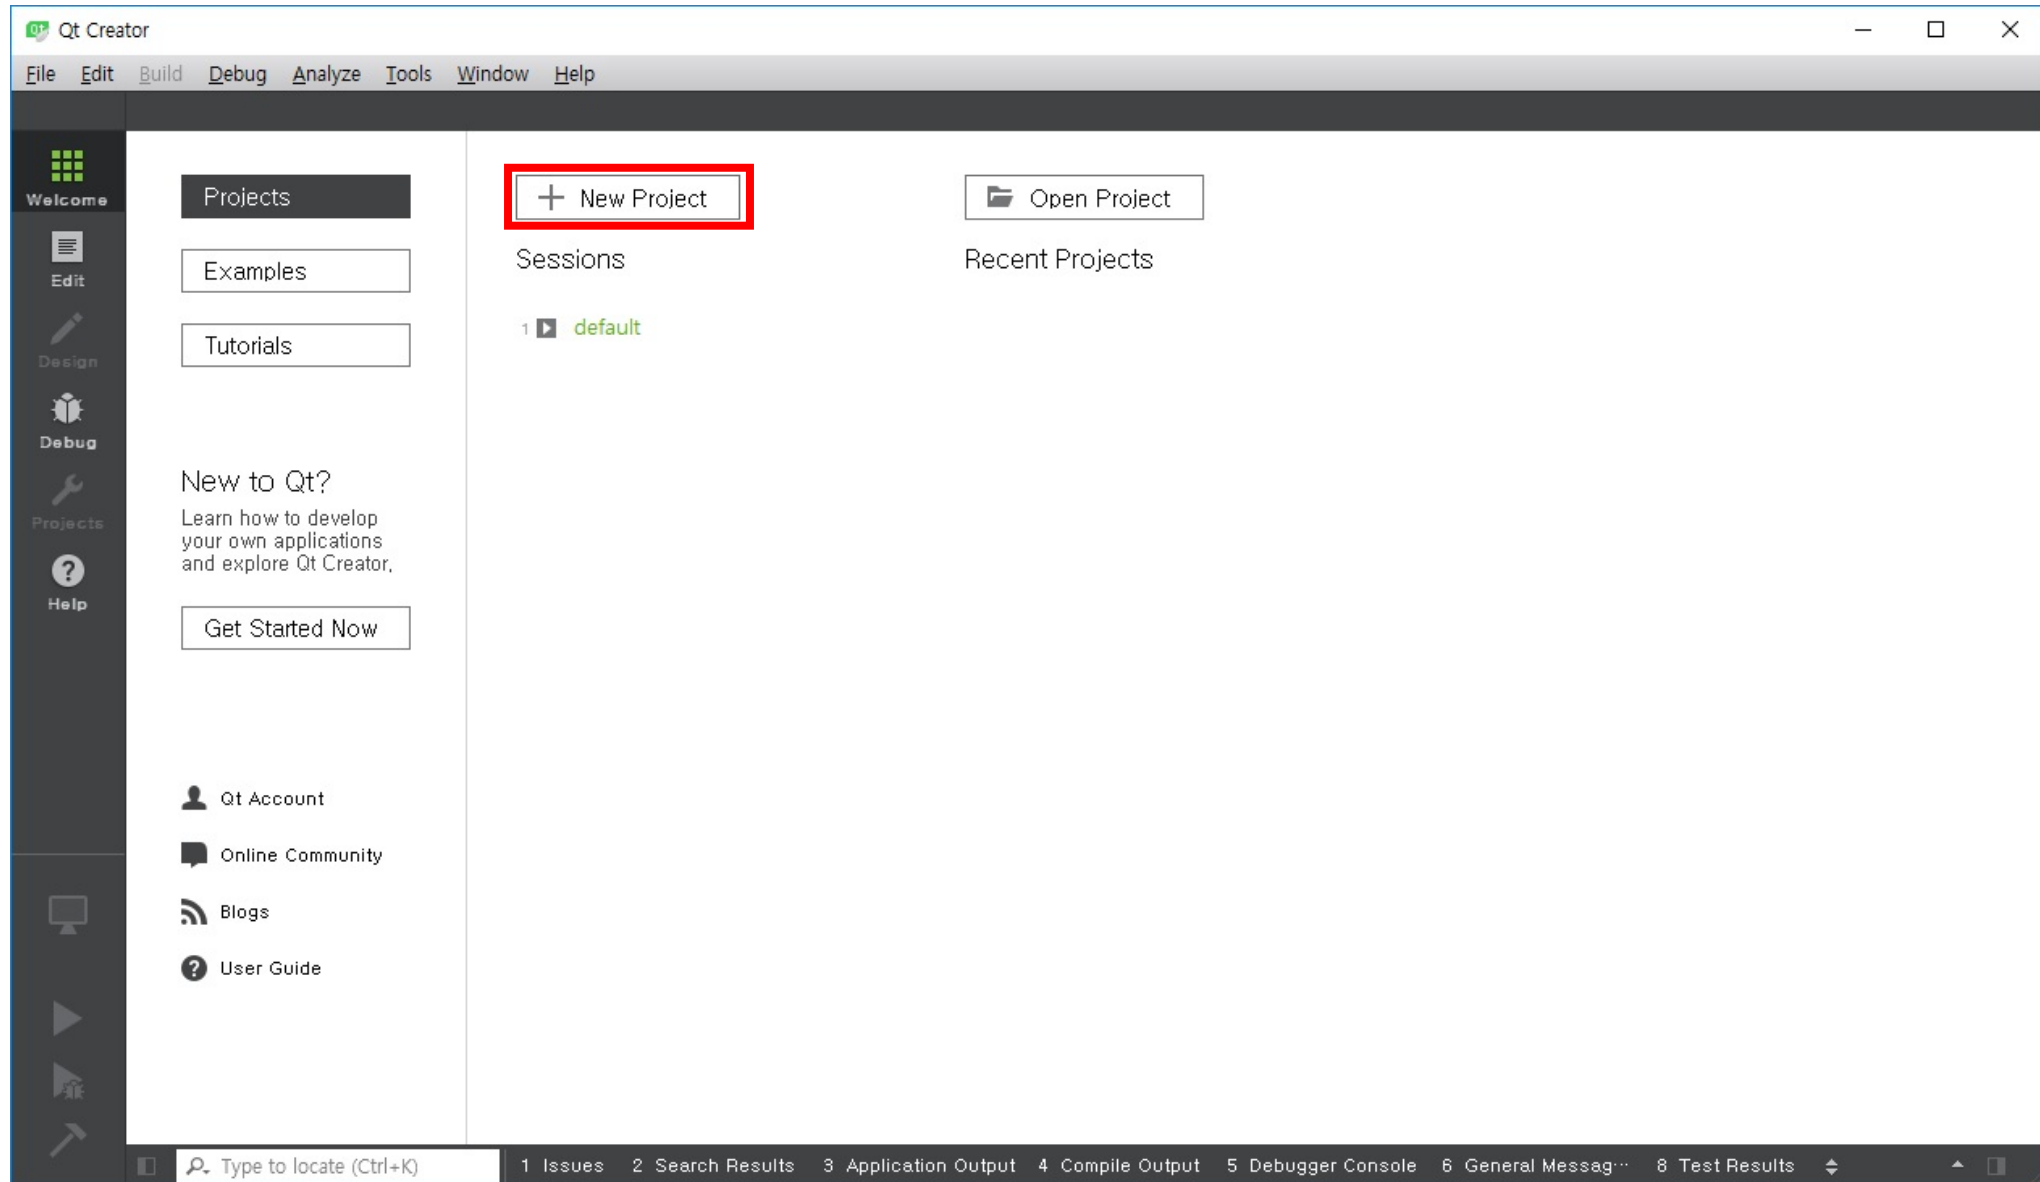 Qt Creator
File Edit Build Debug Analyze Tools Window Help
Welcome
Edit
Design
Debug
Projects
Help
Projects
Examples
Tutorials
New to Qt?
Learn how to develop
your own applications
and explore Qt Creator.
Get Started Now
Qt Account
Online Community
Blogs
User Guide
New Project
Sessions
1 default
Open Project
Recent Projects
Type to locate (Ctrl+K)
1 Issues 2 Search Results 3 Application Output 4 Compile Output 5 Debugger Console 6 General Messag… 8 Test Results